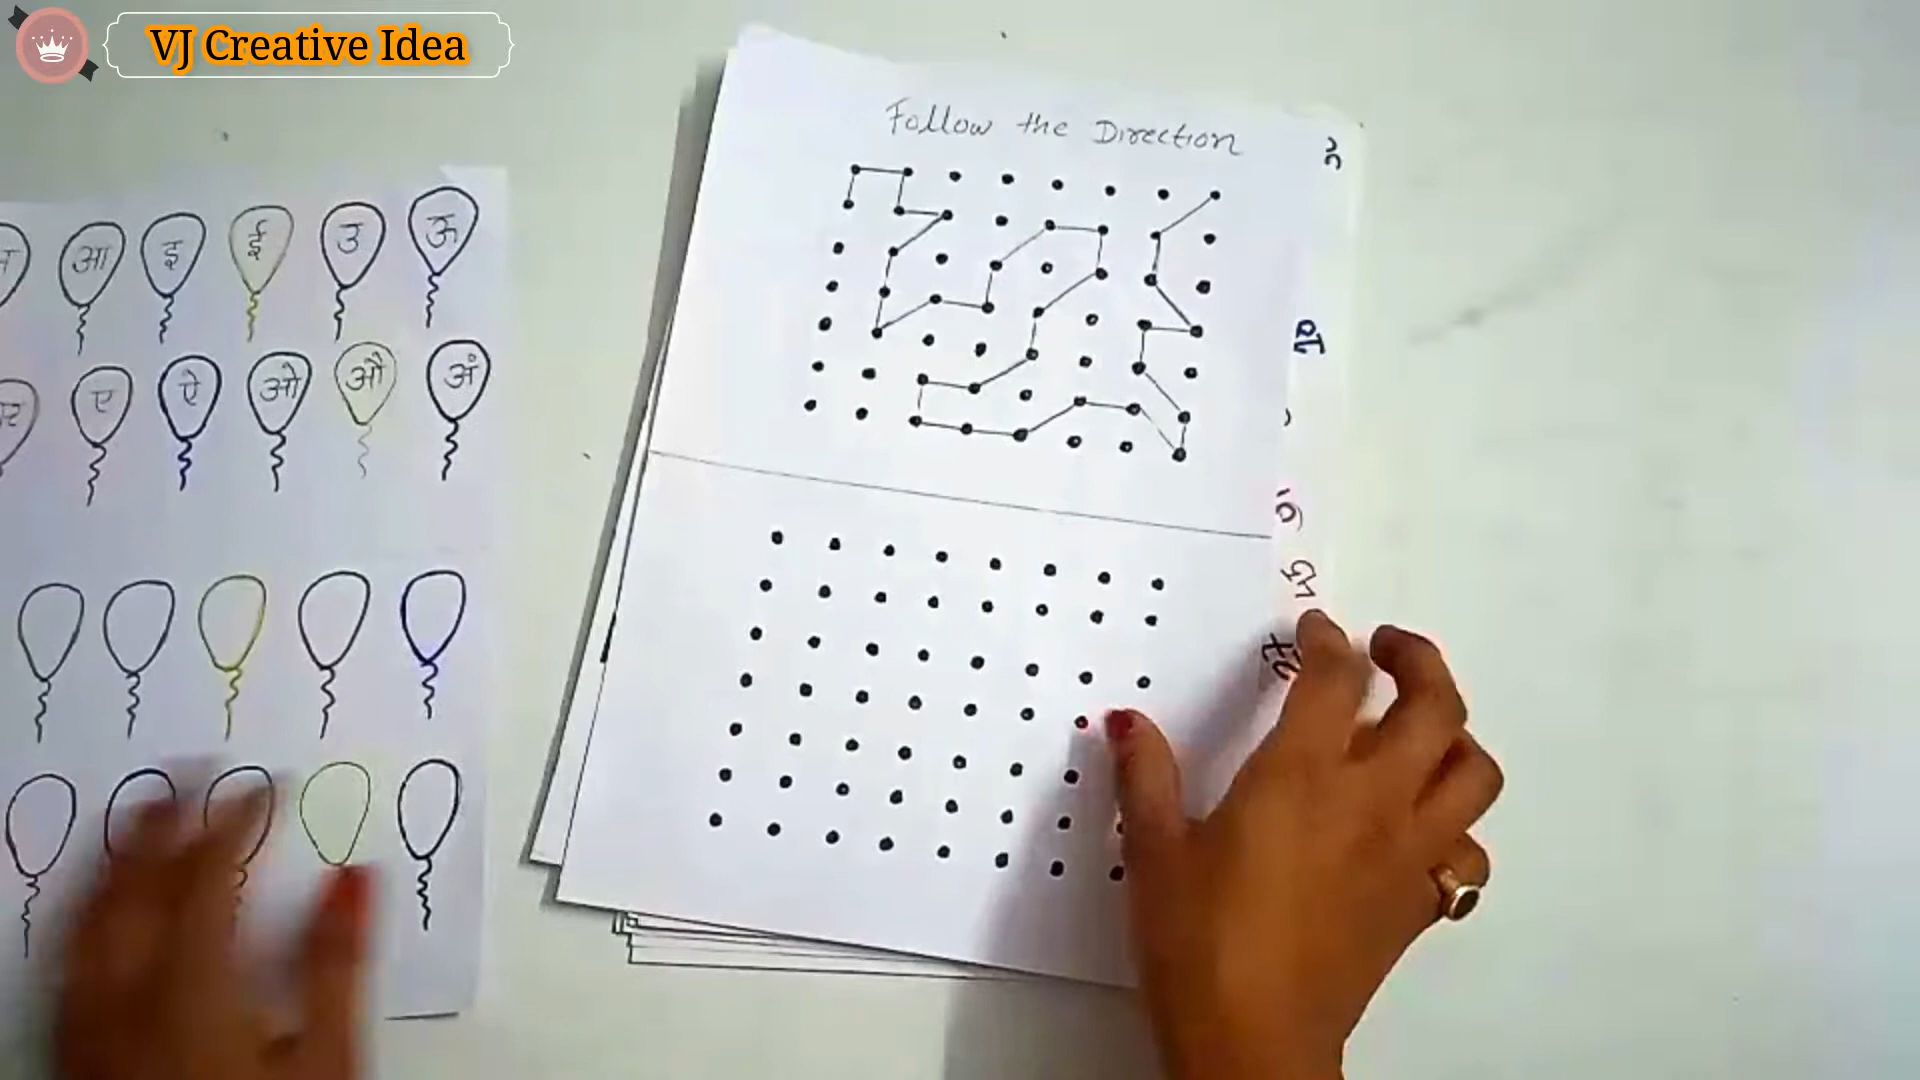 VJ Creative Idea
Follow the Direction
आ इ ई उ ऊ
ए ऐ ओ औ अं